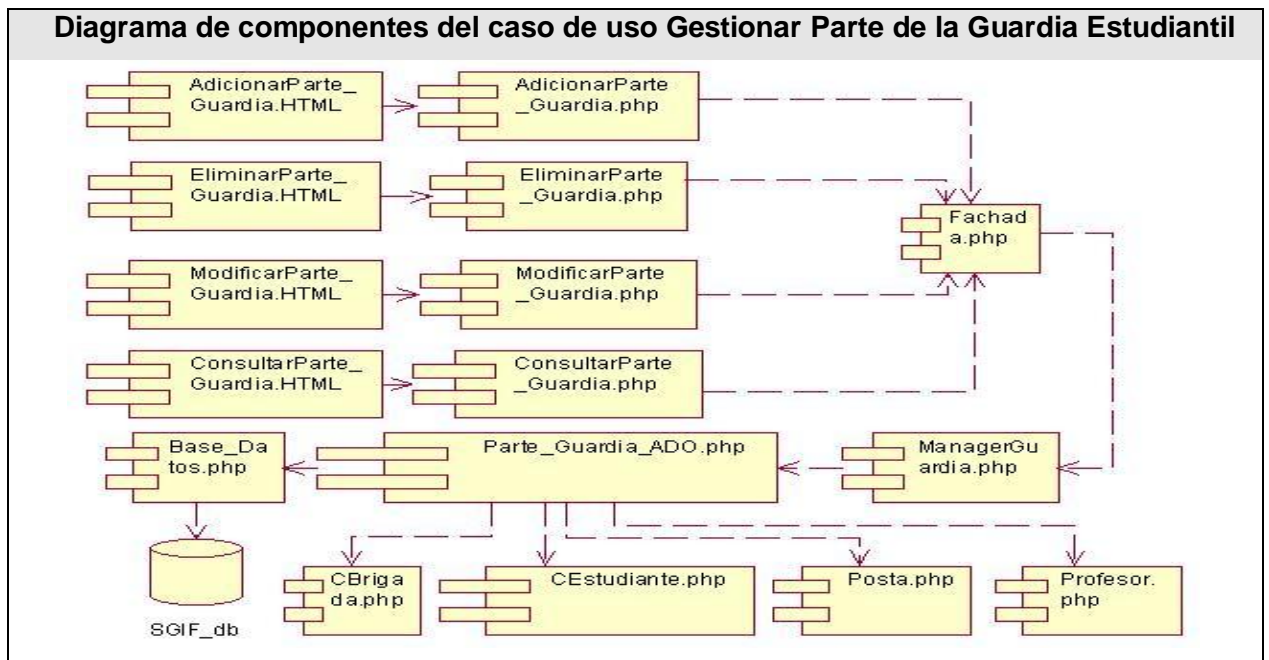 Diagrama de componentes del caso de uso Gestionar Parte de la Guardia Estudiantil
AdicionarParte_
Guardia.HTML
AdicionarParte
_Guardia.php
EliminarParte_
Guardia.HTML
EliminarParte
_Guardia.php
Fachad
a.php
ModificarParte_
Guardia.HTML
ModificarParte
_Guardia.php
ConsultarParte_
Guardia.HTML
ConsultarParte
_Guardia.php
Base_Da
tos.php
Parte_Guardia_ADO.php
ManagerGu
ardia.php
SGIF_db
CBriga
da.php
CEstudiante.php
Posta.php
Profesor.
php